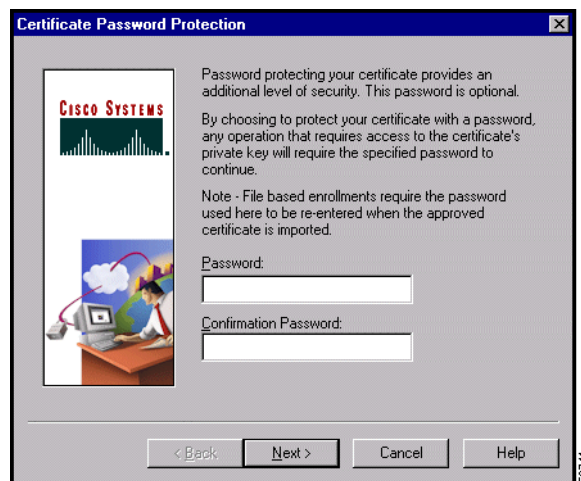 Certificate Password Protection
CISCO SYSTEMS
Password protecting your certificate provides an
additional level of security. This password is optional.
By choosing to protect your certificate with a password,
any operation that requires access to the certificate's
private key will require the specified password to
continue.
Note - File based enrollments require the password
used here to be re-entered when the approved
certificate is imported.
Password:
Confirmation Password:
< Back
Next >
Cancel
Help